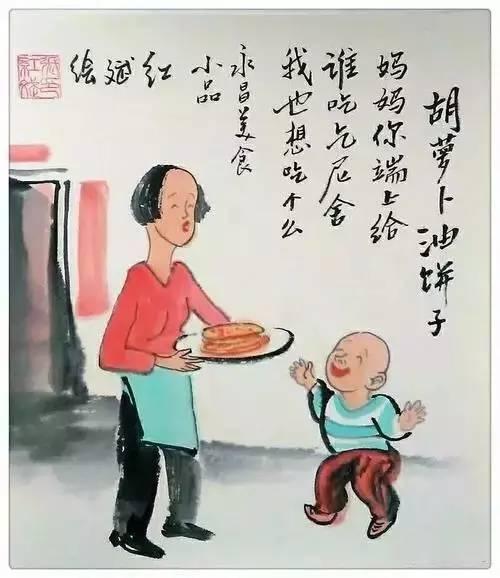 胡萝卜油饼子
妈妈你端上给
谁吃乞尼舍
我也想吃个么
永昌美食
小品
红斌绘